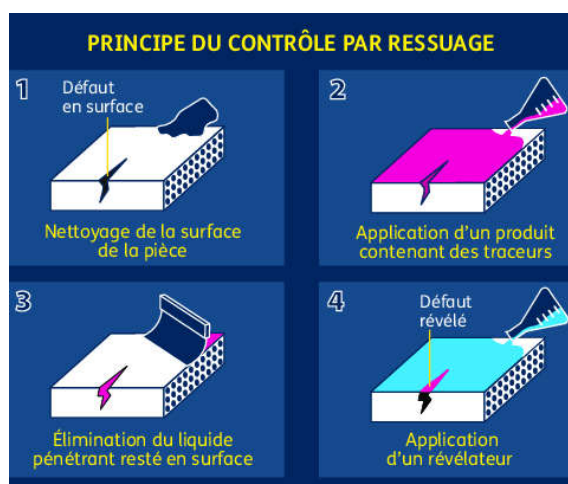 PRINCIPE DU CONTRÔLE PAR RESSUAGE
1
Défaut
en surface
Nettoyage de la surface
de la pièce
2
Application d'un produit
contenant des traceurs
3
Élimination du liquide
pénétrant resté en surface
4
Défaut
révélé
Application
d'un révélateur